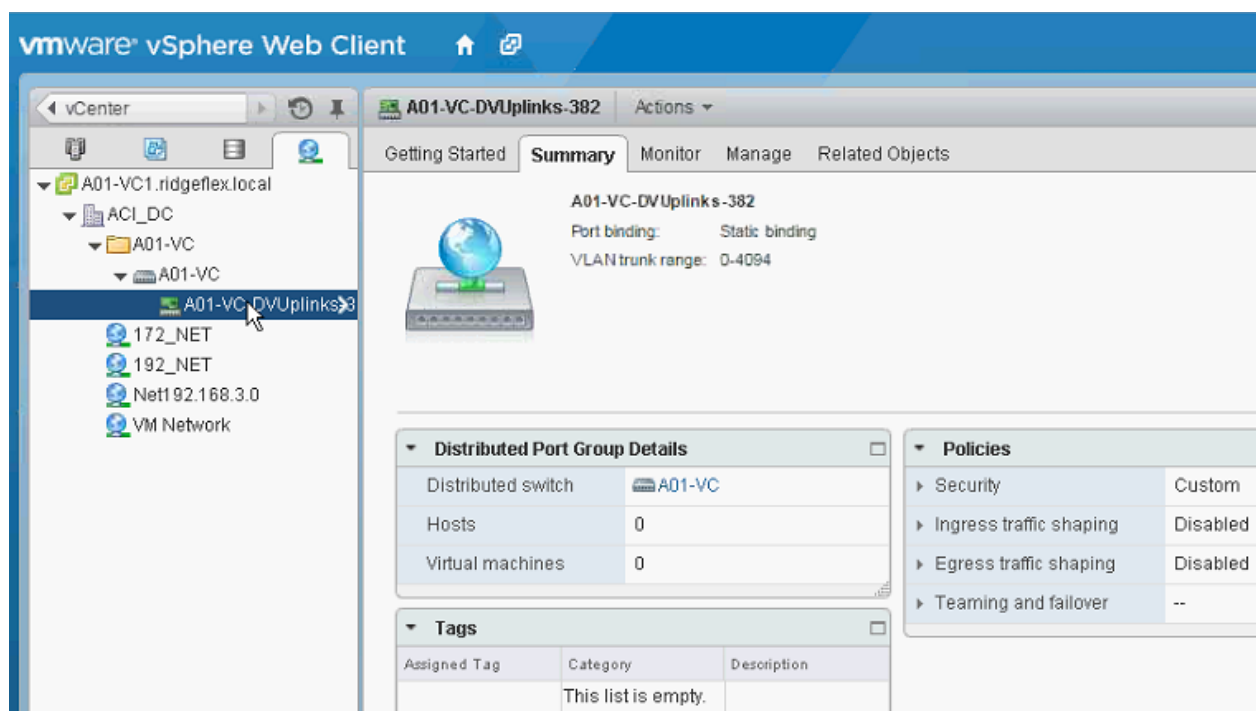 vmware® vSphere Web Client
vCenter
A01-VC1.ridgeflex.local
ACI_DC
A01-VC
A01-VC
A01-VC-DVUplinks-3
172_NET
192_NET
Net192.168.3.0
VM Network
A01-VC-DVUplinks-382 Actions
Getting Started Summary Monitor Manage Related Objects
A01-VC-DVUplinks-382
Port binding: Static binding
VLAN trunk range: 0-4094
Distributed Port Group Details
Distributed switch A01-VC
Hosts 0
Virtual machines 0
Tags
Assigned Tag Category Description
This list is empty.
Policies
Security Custom
Ingress traffic shaping Disabled
Egress traffic shaping Disabled
Teaming and failover --